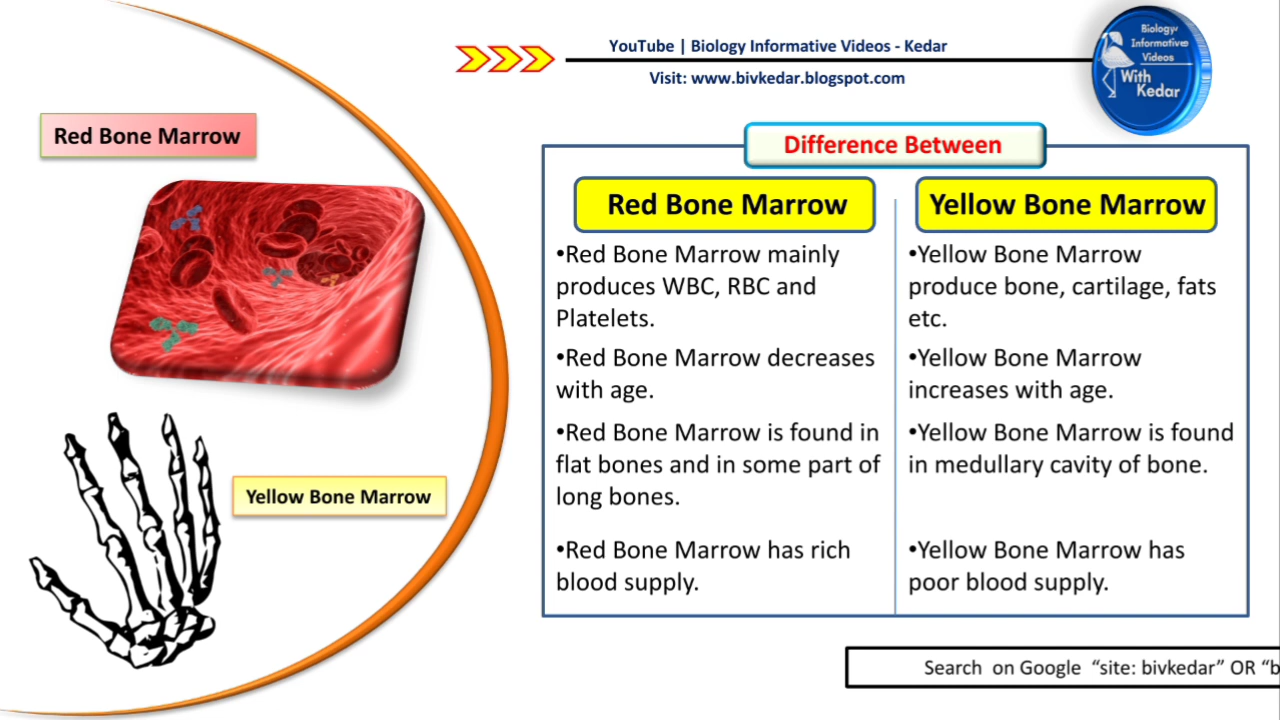 YouTube | Biology Informative Videos - Kedar
Visit: www.bivkedar.blogspot.com
Biology
Informative
Videos
With
Kedar
Red Bone Marrow
Yellow Bone Marrow
Difference Between
Red Bone Marrow
•Red Bone Marrow mainly
produces WBC, RBC and
Platelets.
•Red Bone Marrow decreases
with age.
•Red Bone Marrow is found in
flat bones and in some part of
long bones.
•Red Bone Marrow has rich
blood supply.
Yellow Bone Marrow
•Yellow Bone Marrow
produce bone, cartilage, fats
etc.
•Yellow Bone Marrow
increases with age.
•Yellow Bone Marrow is found
in medullary cavity of bone.
•Yellow Bone Marrow has
poor blood supply.
Search on Google “site: bivkedar” OR “b